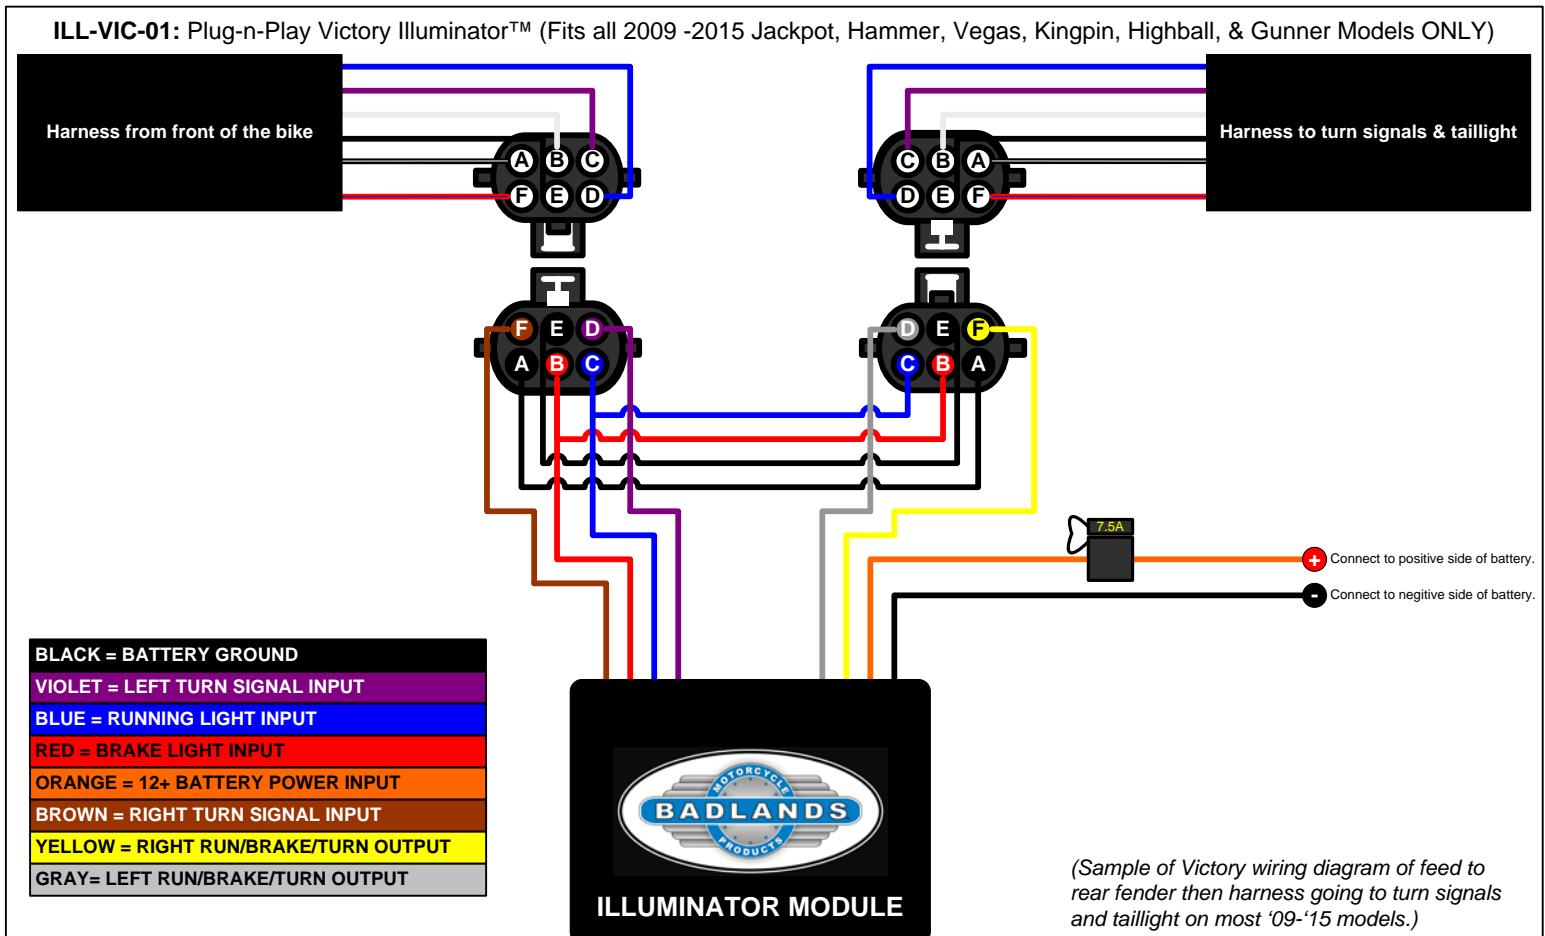 ILL-VIC-01: Plug-n-Play Victory Illuminator™ (Fits all 2009 -2015 Jackpot, Hammer, Vegas, Kingpin, Highball, & Gunner Models ONLY)
Harness from front of the bike
Harness to turn signals & taillight
A B C
F E D
C B A
D E F
F E D
A B C
D E F
C B A
7.5A
+ Connect to positive side of battery.
- Connect to negitive side of battery.
BLACK = BATTERY GROUND
VIOLET = LEFT TURN SIGNAL INPUT
BLUE = RUNNING LIGHT INPUT
RED = BRAKE LIGHT INPUT
ORANGE = 12+ BATTERY POWER INPUT
BROWN = RIGHT TURN SIGNAL INPUT
YELLOW = RIGHT RUN/BRAKE/TURN OUTPUT
GRAY= LEFT RUN/BRAKE/TURN OUTPUT
MOTORCYCLE
BADLANDS
PRODUCTS
ILLUMINATOR MODULE
(Sample of Victory wiring diagram of feed to
rear fender then harness going to turn signals
and taillight on most ‘09-‘15 models.)